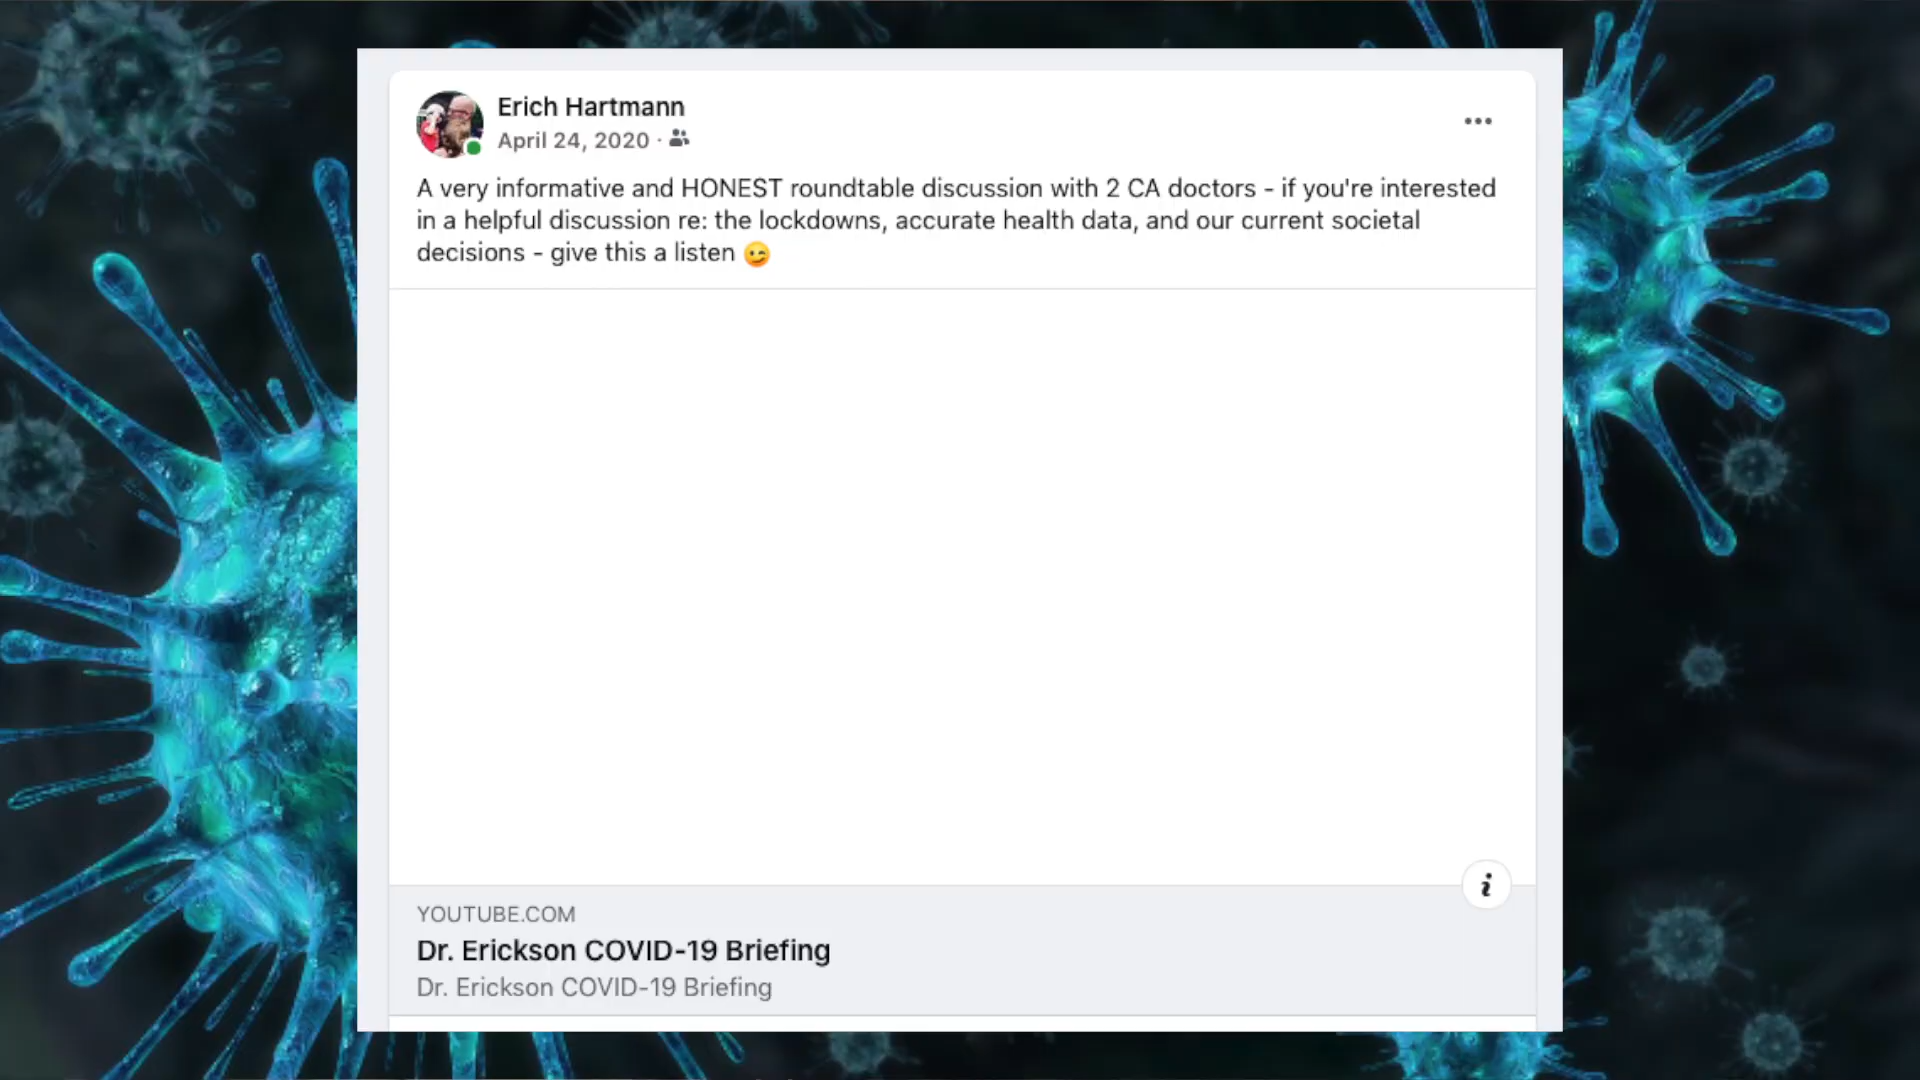 Erich Hartmann
April 24, 2020 ·
A very informative and HONEST roundtable discussion with 2 CA doctors - if you're interested
in a helpful discussion re: the lockdowns, accurate health data, and our current societal
decisions - give this a listen 😉
i
YOUTUBE.COM
Dr. Erickson COVID-19 Briefing
Dr. Erickson COVID-19 Briefing